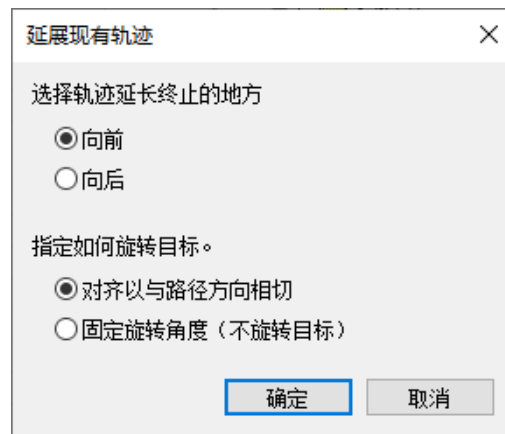 延展现有轨迹
选择轨迹延长终止的地方
向前
向后
指定如何旋转目标。
对齐以与路径方向相切
固定旋转角度（不旋转目标）
确定
取消